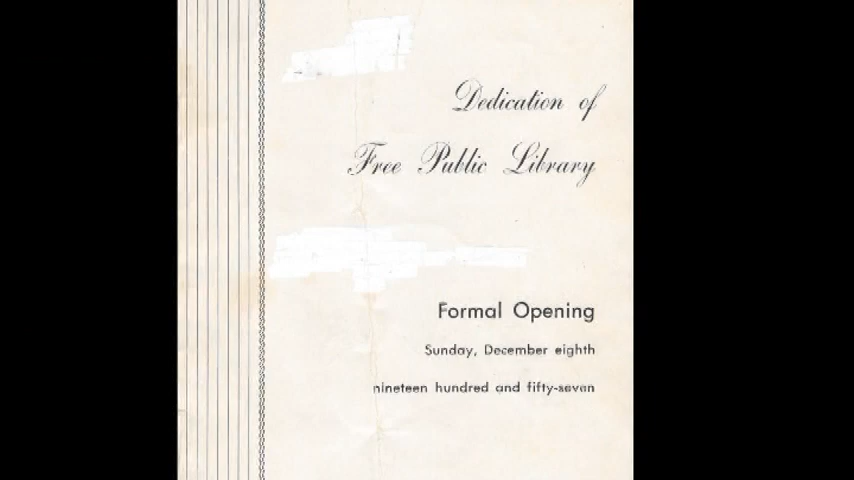 Dedication of
Free Public Library
Formal Opening
Sunday, December eighth
nineteen hundred and fifty-seven